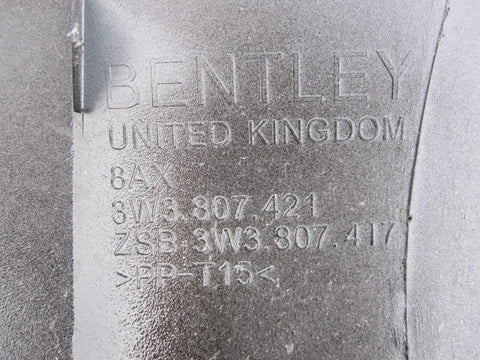 BENTLEY
UNITED KINGDOM
8AX
3W3.807.421
ZSB.3W3.807.417
>PP-T15<